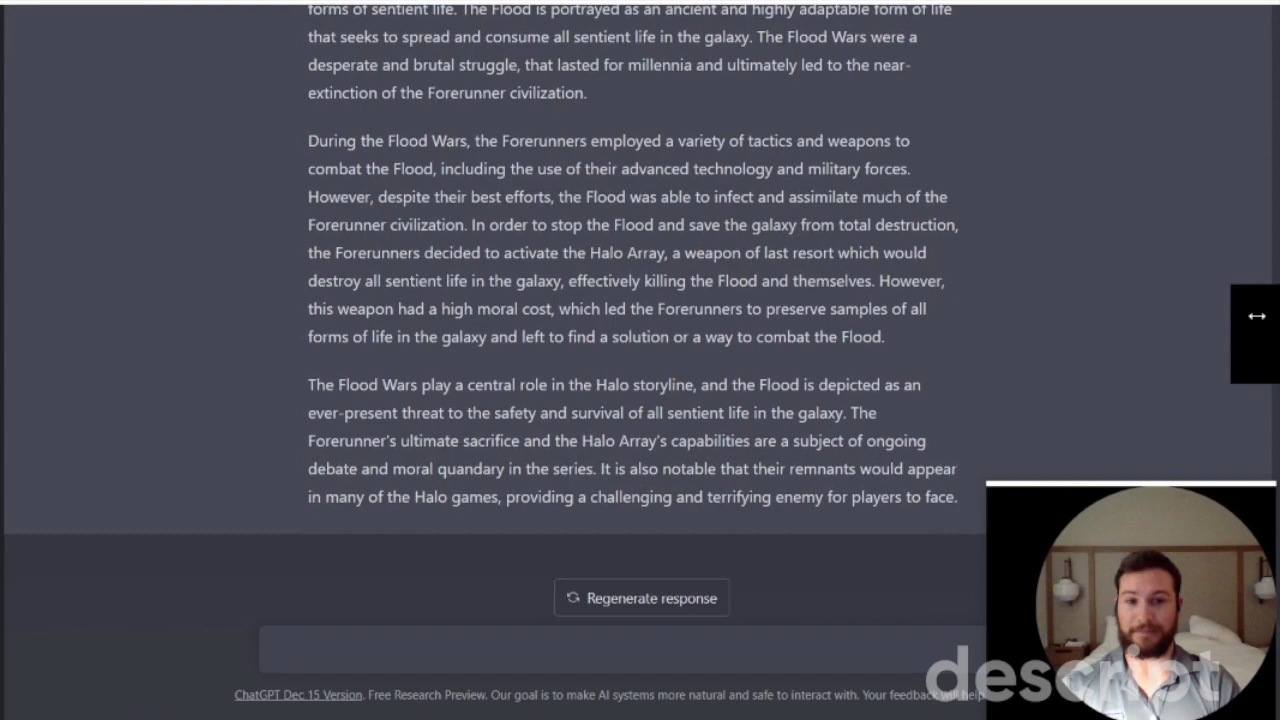 forms of sentient life. The Flood is portrayed as an ancient and highly adaptable form of life
that seeks to spread and consume all sentient life in the galaxy. The Flood Wars were a
desperate and brutal struggle, that lasted for millennia and ultimately led to the near-
extinction of the Forerunner civilization.
During the Flood Wars, the Forerunners employed a variety of tactics and weapons to
combat the Flood, including the use of their advanced technology and military forces.
However, despite their best efforts, the Flood was able to infect and assimilate much of the
Forerunner civilization. In order to stop the Flood and save the galaxy from total destruction,
the Forerunners decided to activate the Halo Array, a weapon of last resort which would
destroy all sentient life in the galaxy, effectively killing the Flood and themselves. However,
this weapon had a high moral cost, which led the Forerunners to preserve samples of all
forms of life in the galaxy and left to find a solution or a way to combat the Flood.
The Flood Wars play a central role in the Halo storyline, and the Flood is depicted as an
ever-present threat to the safety and survival of all sentient life in the galaxy. The
Forerunner's ultimate sacrifice and the Halo Array's capabilities are a subject of ongoing
debate and moral quandary in the series. It is also notable that their remnants would appear
in many of the Halo games, providing a challenging and terrifying enemy for players to face.
Regenerate response
ChatGPT Dec 15 Version. Free Research Preview. Our goal is to make AI systems more natural and safe to interact with. Your feedback will help
descript